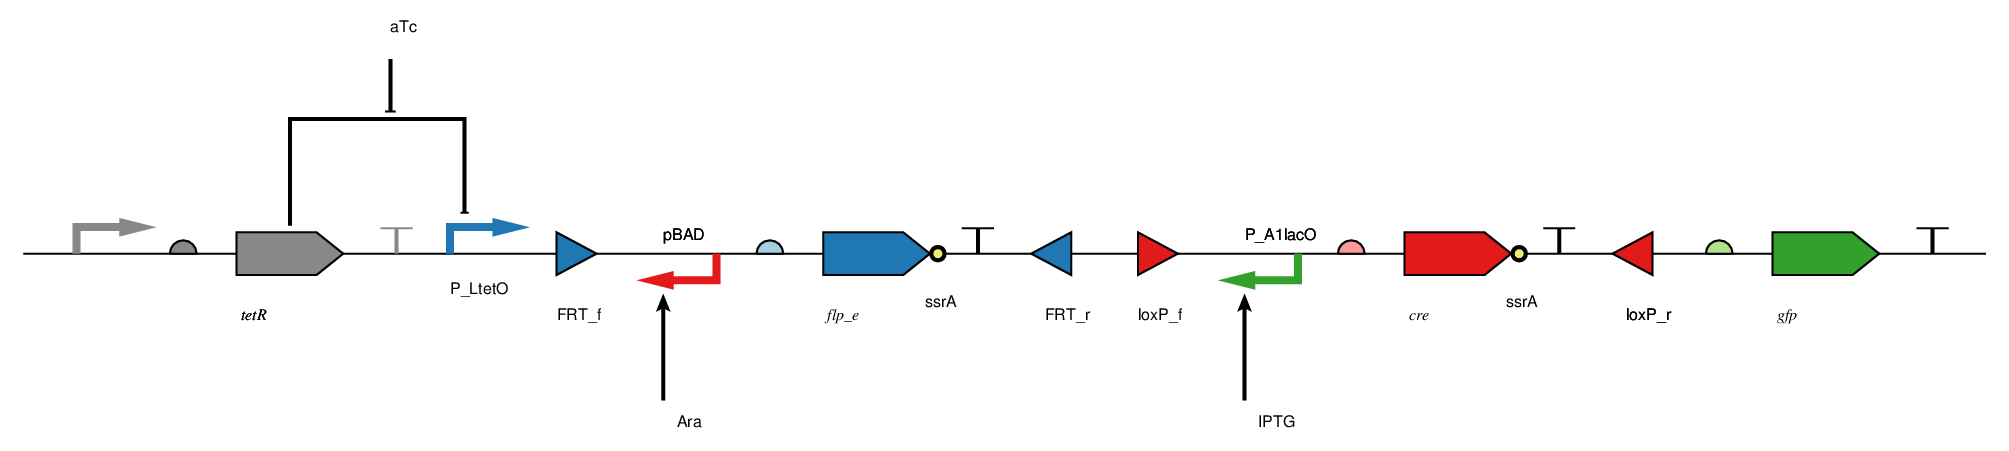 aTc
pBAD
P_A1lacO
P_LtetO
ssrA
ssrA
tetR
FRT_f
flp_e
FRT_r
loxP_f
cre
loxP_r
gfp
Ara
IPTG